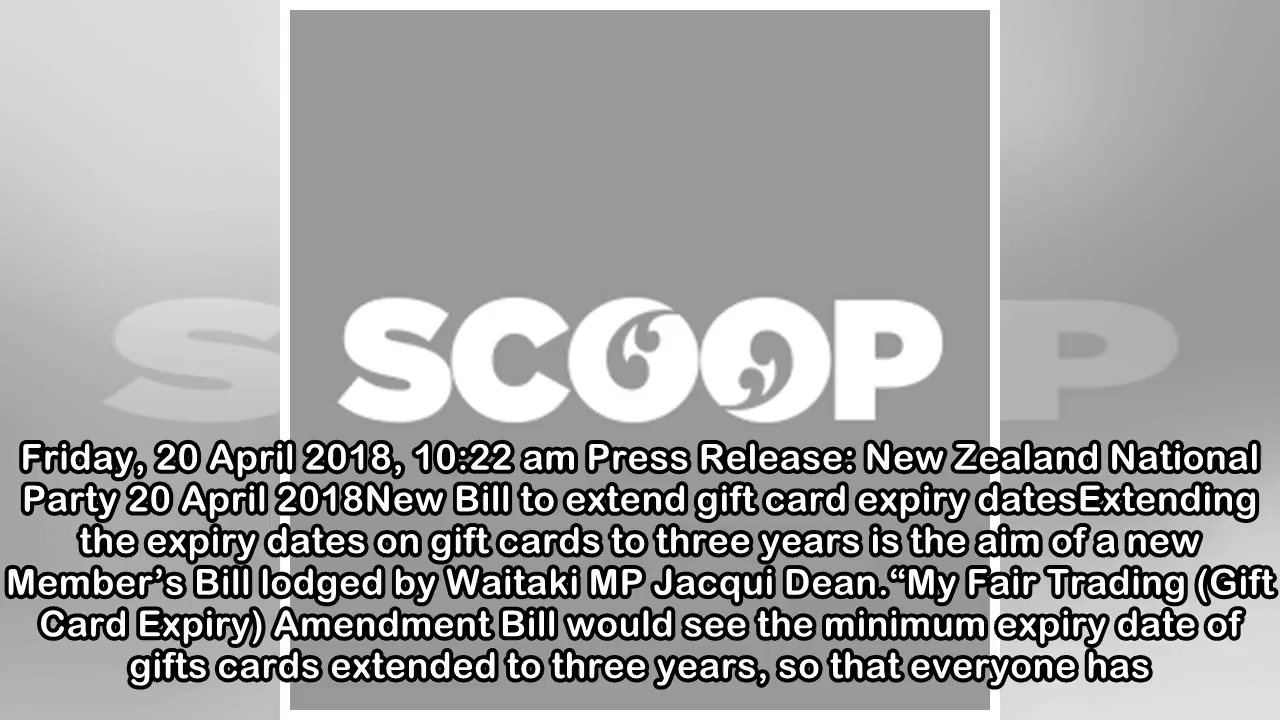 SCOOP
Friday, 20 April 2018, 10:22 am Press Release: New Zealand National
Party 20 April 2018New Bill to extend gift card expiry datesExtending
the expiry dates on gift cards to three years is the aim of a new
Member’s Bill lodged by Waitaki MP Jacqui Dean.“My Fair Trading (Gift
Card Expiry) Amendment Bill would see the minimum expiry date of
gifts cards extended to three years, so that everyone has